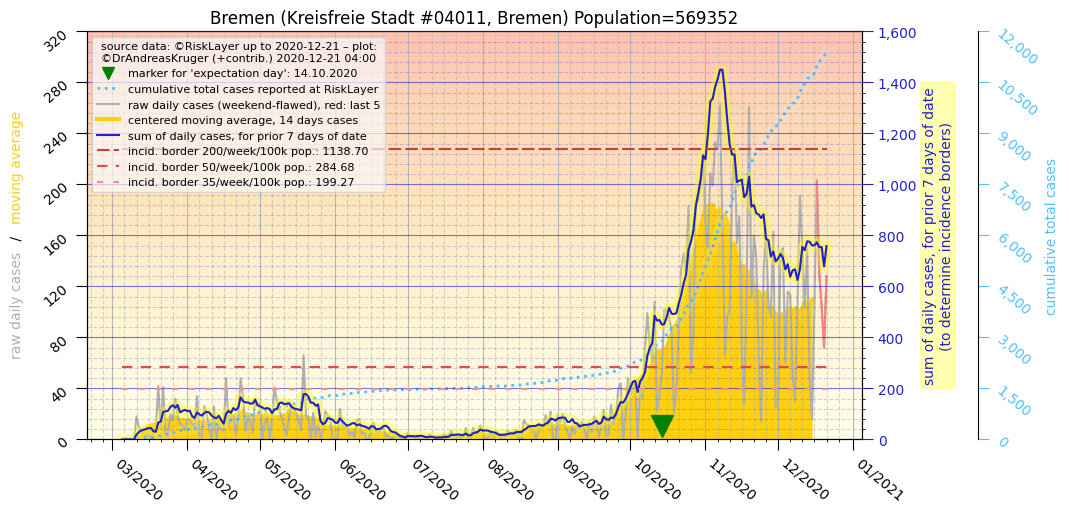 Bremen (Kreisfreie Stadt #04011, Bremen) Population=569352
source data: ©RiskLayer up to 2020-12-21 – plot:
©DrAndreasKruger (+contrib.) 2020-12-21 04:00
marker for 'expectation day': 14.10.2020
cumulative total cases reported at RiskLayer
raw daily cases (weekend-flawed), red: last 5
centered moving average, 14 days cases
sum of daily cases, for prior 7 days of date
incid. border 200/week/100k pop.: 1138.70
incid. border 50/week/100k pop.: 284.68
incid. border 35/week/100k pop.: 199.27
raw daily cases / moving average
320
280
240
200
160
120
80
40
0
03/2020
04/2020
05/2020
06/2020
07/2020
08/2020
09/2020
10/2020
11/2020
12/2020
01/2021
1,600
1,400
1,200
1,000
800
600
400
200
0
sum of daily cases, for prior 7 days of date
(to determine incidence borders)
12,000
10,500
9,000
7,500
6,000
4,500
3,000
1,500
0
cumulative total cases